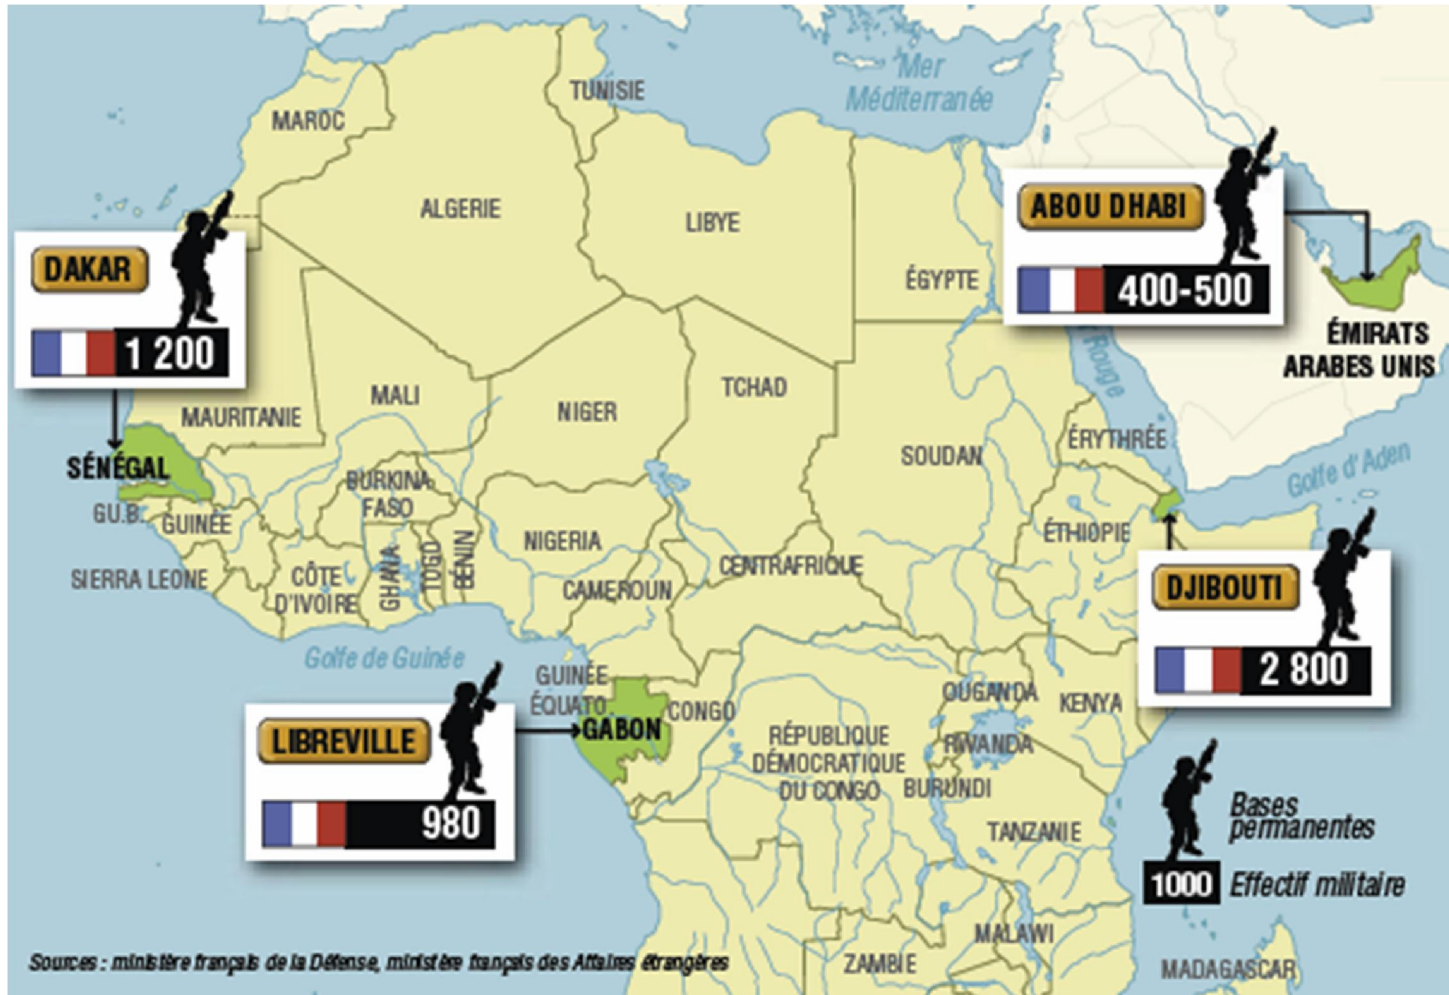 Mer
Méditerranée
TUNISIE
MAROC
ALGERIE
LIBYE
ÉGYPTE
ABOU DHABI
400-500
ÉMIRATS
ARABES UNIS
DAKAR
1 200
Rouge
MAURITANIE
MALI
NIGER
TCHAD
SOUDAN
ÉRYTHRÉE
Golfe d'Aden
SÉNÉGAL
GU.B.
GUINÉE
BURKINA
FASO
SIERRA LEONE
CÔTE
D'IVOIRE
GHANA
TOGO
BÉNIN
NIGERIA
CAMEROUN
CENTRAFRIQUE
ÉTHIOPIE
DJIBOUTI
2 800
Golfe de Guinée
GUINÉE
ÉQUATO.
GABON
CONGO
LIBREVILLE
980
RÉPUBLIQUE
DÉMOCRATIQUE
DU CONGO
OUGANDA
KENYA
RWANDA
BURUNDI
TANZANIE
Bases
permanentes
1000 Effectif militaire
MALAWI
ZAMBIE
MADAGASCAR
Sources : ministère français de la Défense, ministère français des Affaires étrangères